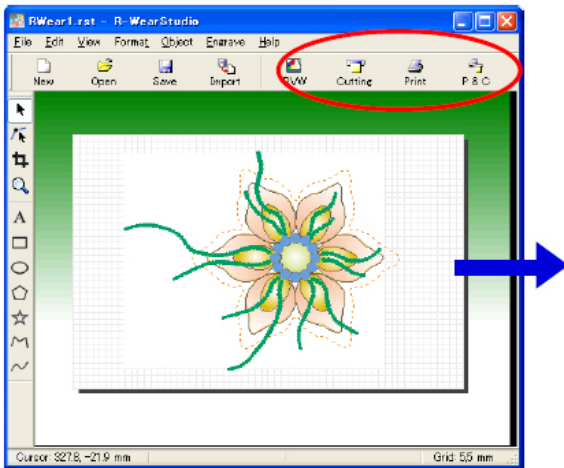 RWear1.rst - R-WearStudio
File Edit View Format Object Engrave Help
New Open Save Import RVW Cutting Print P & C
A
Cursor: 327.8, -21.9 mm Grid: 5,5 mm